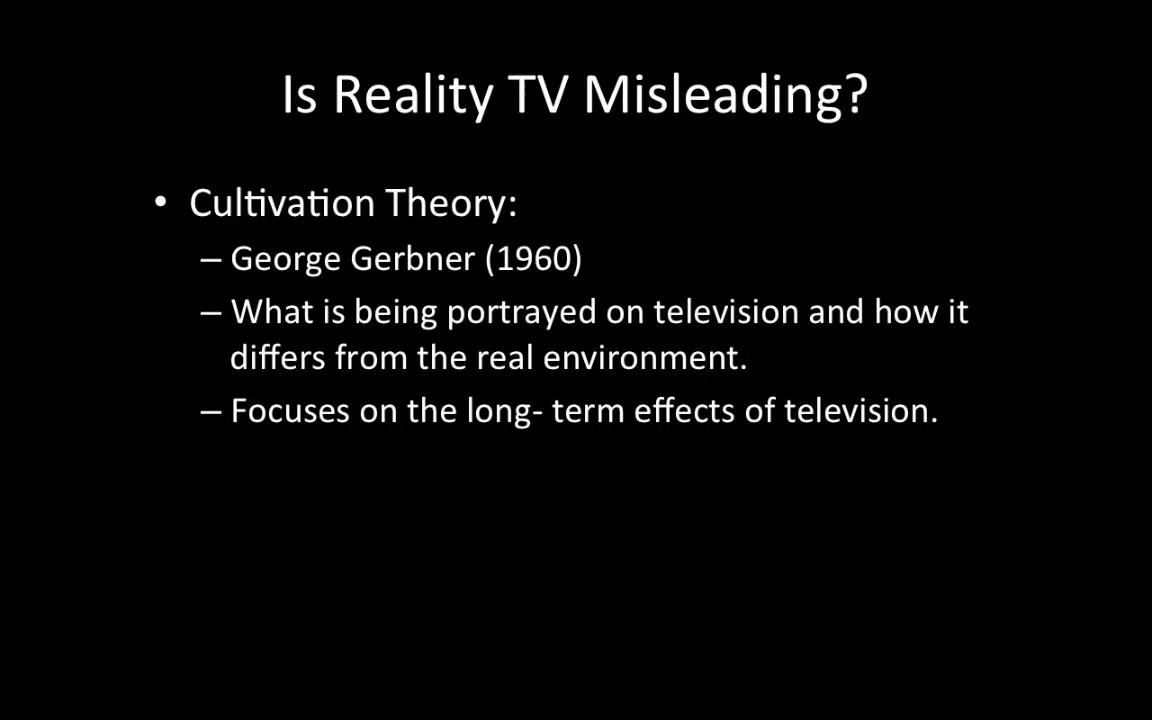 Is Reality TV Misleading?
• Cultivation Theory:
– George Gerbner (1960)
– What is being portrayed on television and how it
differs from the real environment.
– Focuses on the long- term effects of television.